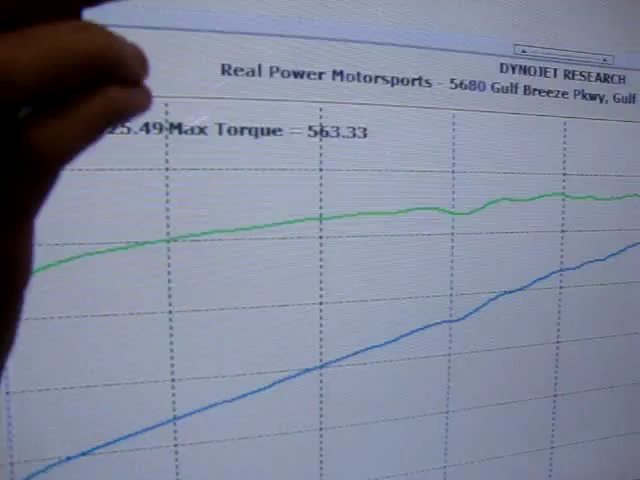 DYNOJET RESEARCH
Real Power Motorsports - 5680 Gulf Breeze Pkwy, Gulf
25.49 Max Torque = 563.33